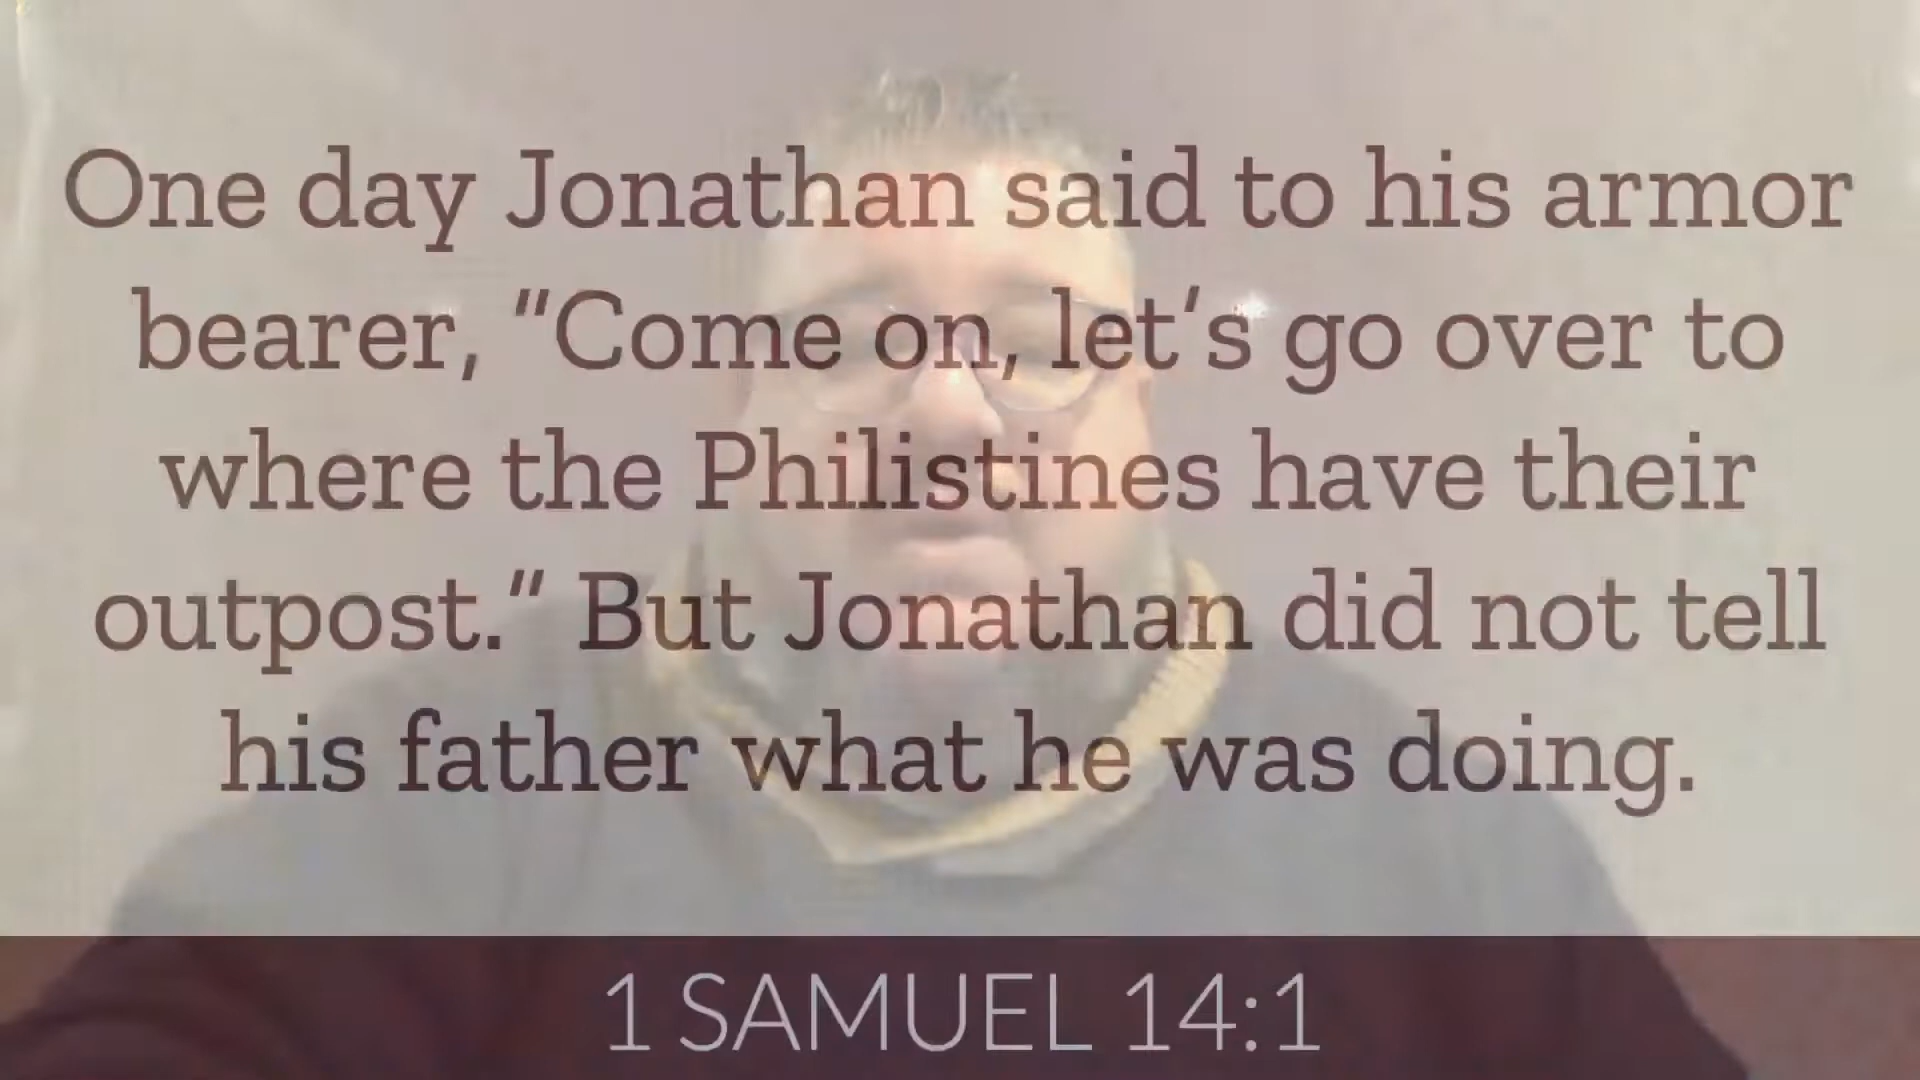 One day Jonathan said to his armor
bearer, "Come on, let's go over to
where the Philistines have their
outpost." But Jonathan did not tell
his father what he was doing.
1 SAMUEL 14:1